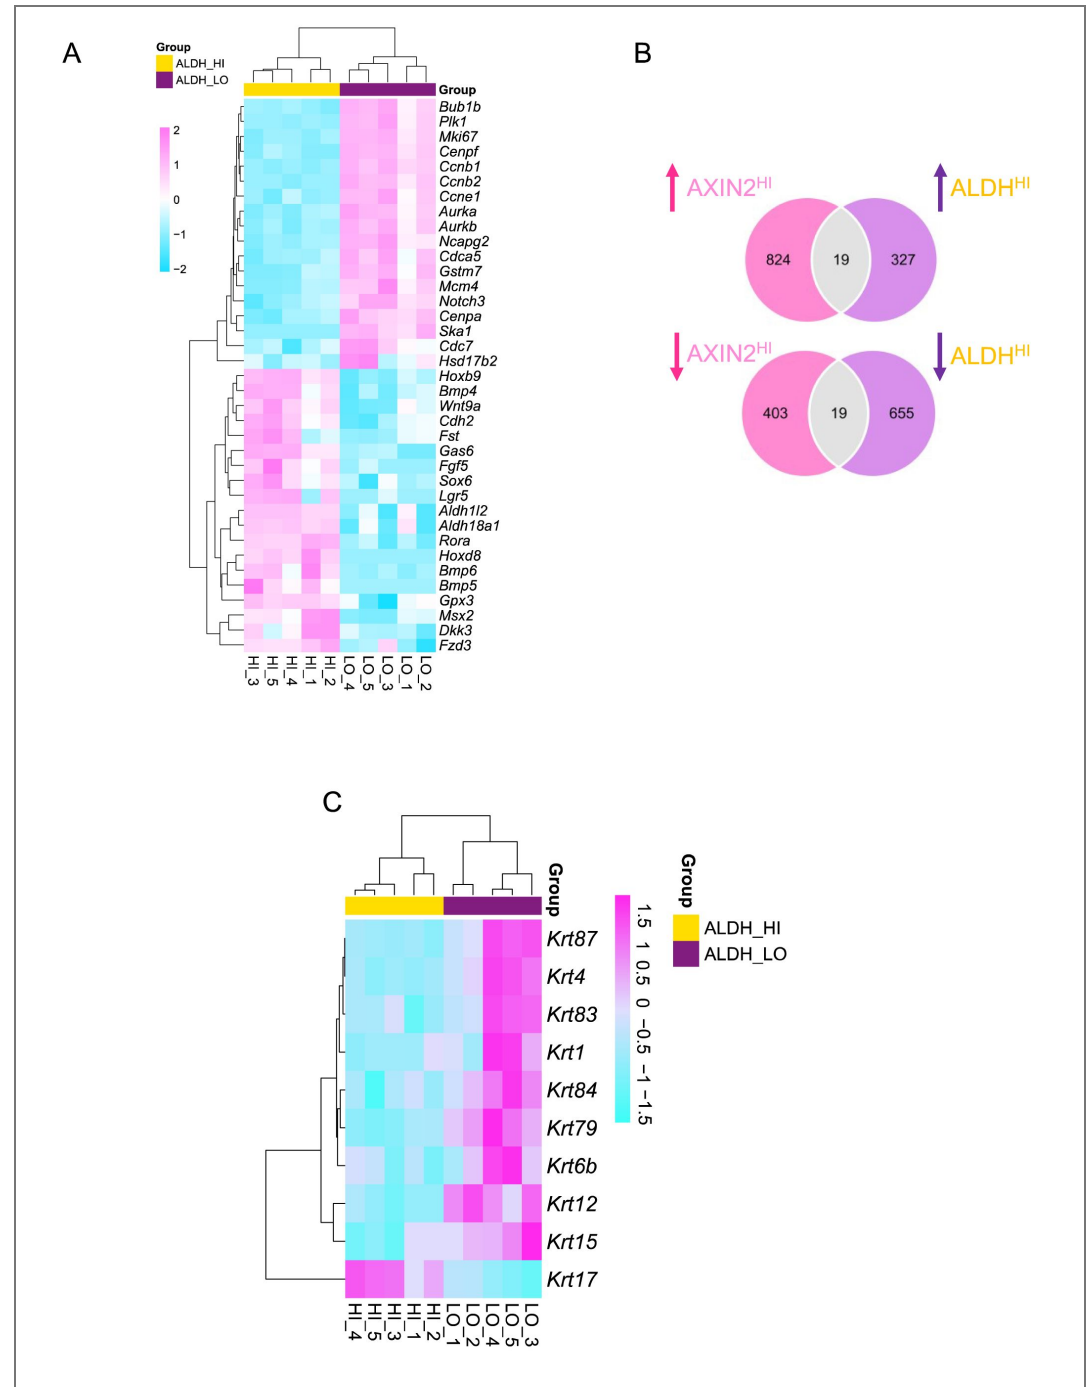 A
Group
ALDH_HI
ALDH_LO
Group
2
1
0
−1
−2
Bub1b
Plk1
Mki67
Cenpf
Ccnb1
Ccnb2
Ccne1
Aurka
Aurkb
Ncapg2
Cdca5
Gstm7
Mcm4
Notch3
Cenpa
Ska1
Cdc7
Hsd17b2
Hoxb9
Bmp4
Wnt9a
Cdh2
Fst
Gas6
Fgf5
Sox6
Lgr5
Aldh1l2
Aldh18a1
Rora
Hoxd8
Bmp6
Bmp5
Gpx3
Msx2
Dkk3
Fzd3
HI_3 HI_5 HI_4 HI_1 HI_2 LO_4 LO_5 LO_3 LO_1 LO_2
B
AXIN2HI ALDHHI
824 19 327
AXIN2HI ALDHHI
403 19 655
C
Group
Krt87
Krt4
Krt83
Krt1
Krt84
Krt79
Krt6b
Krt12
Krt15
Krt17
HI_4 HI_5 HI_3 HI_1 HI_2 LO_1 LO_2 LO_4 LO_5 LO_3
1.5 1 0.5 0 −0.5 −1 −1.5
Group
ALDH_HI
ALDH_LO